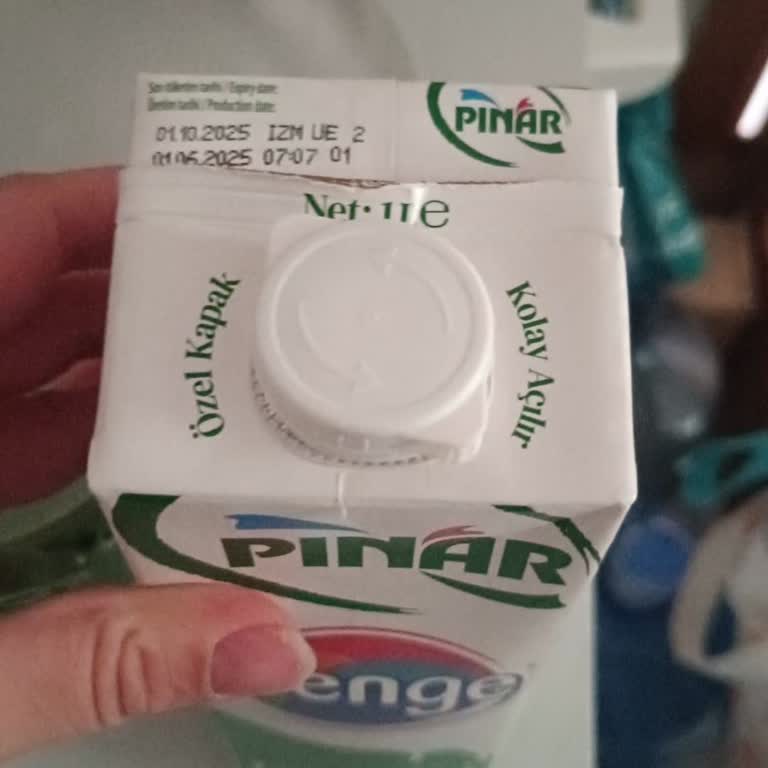 Son tüketim tarihi / Expiry date:
Üretim tarihi / Production date:
01.10.2025 IZM UE 2
01.06.2025 07:07 01
PINAR
Net: 1L e
Özel Kapak
Kolay Açılır
PINAR
enge